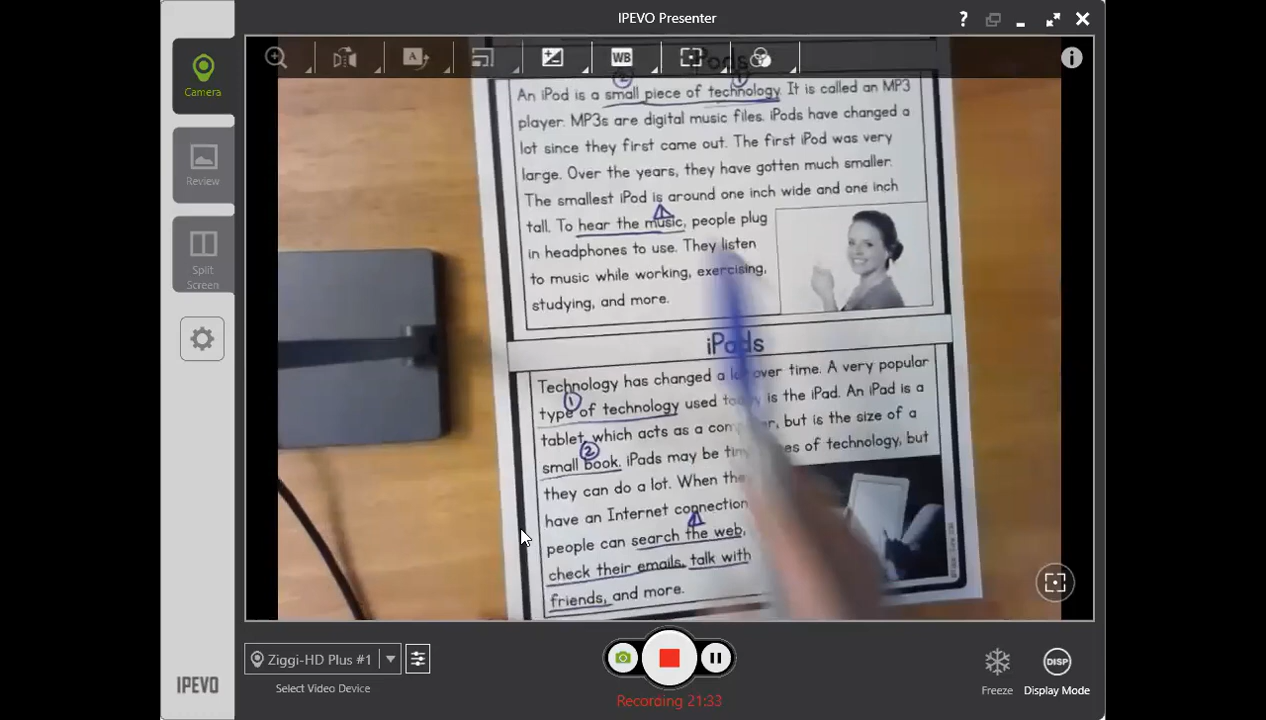 IPEVO Presenter
?
Camera
Review
Split
Screen
A
WB
An iPod is a small piece of technology. It is called an MP3
player. MP3s are digital music files. iPods have changed a
lot since they first came out. The first iPod was very
large. Over the years, they have gotten much smaller.
The smallest iPod is around one inch wide and one inch
tall. To hear the music, people plug
in headphones to use. They listen
to music while working, exercising,
studying, and more.
iPads
Technology has changed a over time. A very popular
type of technology used is the iPad. An iPad is a
tablet, which acts as a but is the size of a
small book. iPads may be of technology, but
they can do a lot. When
have an Internet connection
people can search the web,
check their emails, talk with
friends, and more.
1
2
1
2
IPEVO
Ziggi-HD Plus #1
Select Video Device
Recording 21:33
Freeze
DISP
Display Mode